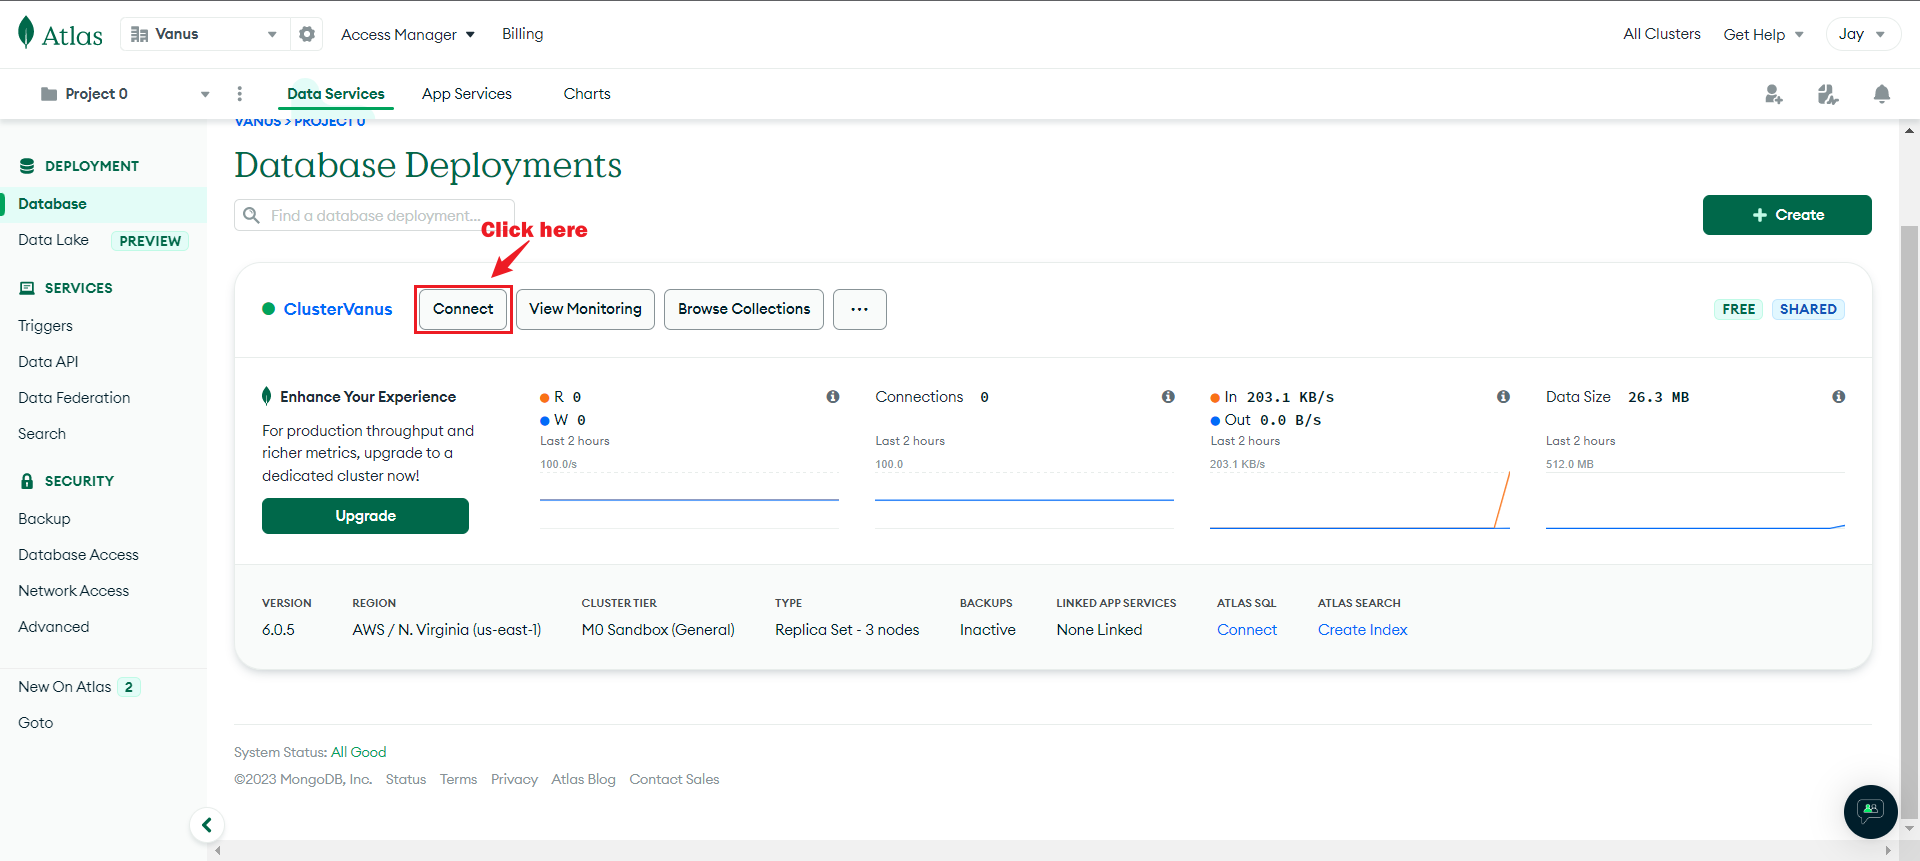 Atlas
Vanus
Access Manager
Billing
All Clusters
Get Help
Jay
Project 0
Data Services
App Services
Charts
VANUS > PROJECT 0
DEPLOYMENT
Database
Data Lake PREVIEW
SERVICES
Triggers
Data API
Data Federation
Search
SECURITY
Backup
Database Access
Network Access
Advanced
New On Atlas 2
Goto
Database Deployments
Find a database deployment...
Click here
+ Create
ClusterVanus
Connect
View Monitoring
Browse Collections
...
FREE
SHARED
Enhance Your Experience
For production throughput and
richer metrics, upgrade to a
dedicated cluster now!
Upgrade
R 0
W 0
Last 2 hours
100.0/s
Connections 0
Last 2 hours
100.0
In 203.1 KB/s
Out 0.0 B/s
Last 2 hours
203.1 KB/s
Data Size 26.3 MB
Last 2 hours
512.0 MB
VERSION
6.0.5
REGION
AWS / N. Virginia (us-east-1)
CLUSTER TIER
M0 Sandbox (General)
TYPE
Replica Set - 3 nodes
BACKUPS
Inactive
LINKED APP SERVICES
None Linked
ATLAS SQL
Connect
ATLAS SEARCH
Create Index
System Status: All Good
©2023 MongoDB, Inc. Status Terms Privacy Atlas Blog Contact Sales